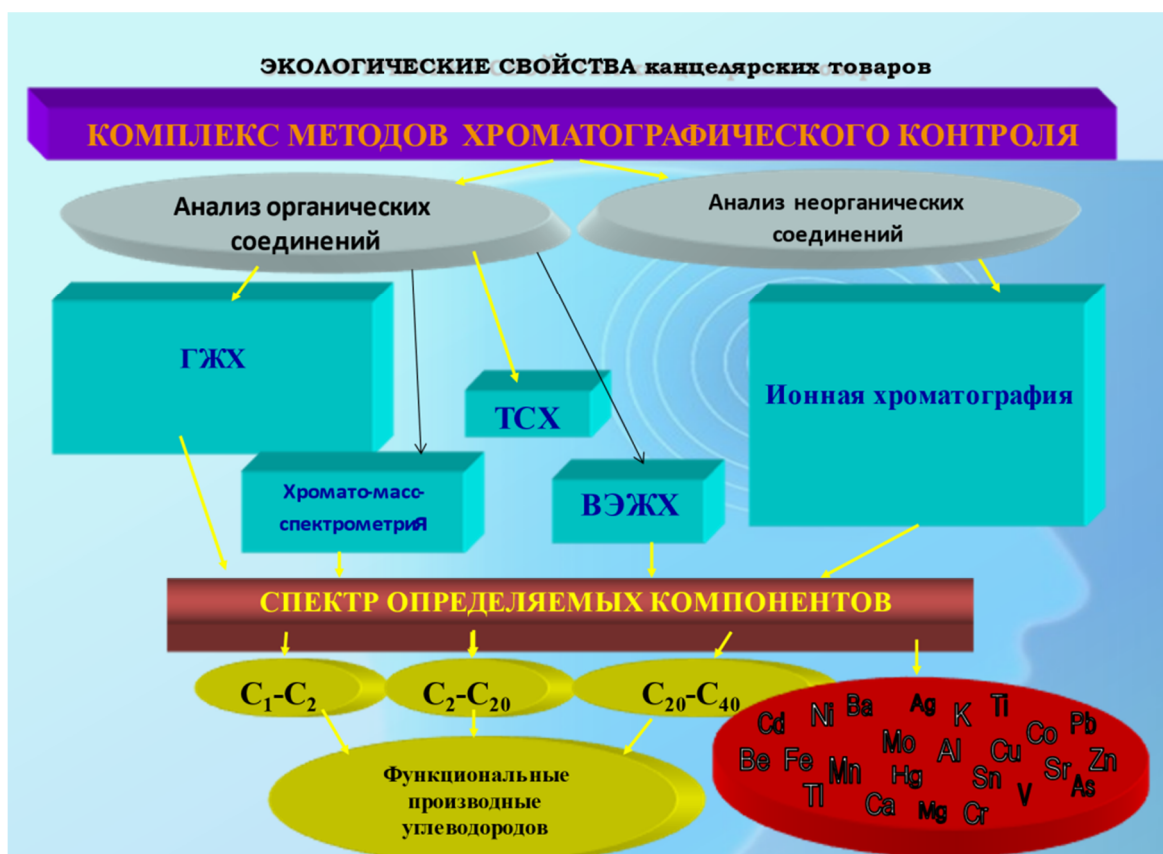 ЭКОЛОГИЧЕСКИЕ СВОЙСТВА канцелярских товаров
КОМПЛЕКС МЕТОДОВ ХРОМАТОГРАФИЧЕСКОГО КОНТРОЛЯ
Анализ органических
соединений
Анализ неорганических
соединений
ГЖХ
ТСХ
Ионная хроматография
Хромато-масс-
спектрометрия
ВЭЖХ
СПЕКТР ОПРЕДЕЛЯЕМЫХ КОМПОНЕНТОВ
C₁-C₂
C₂-C₂₀
C₂₀-C₄₀
Функциональные
производные
углеводородов
Cd Ni Ba Ag K Ti Co Pb
Be Fe Mn Mo Hg Al Sn Cu Sr Zn
Tl Ca Mg Cr V As